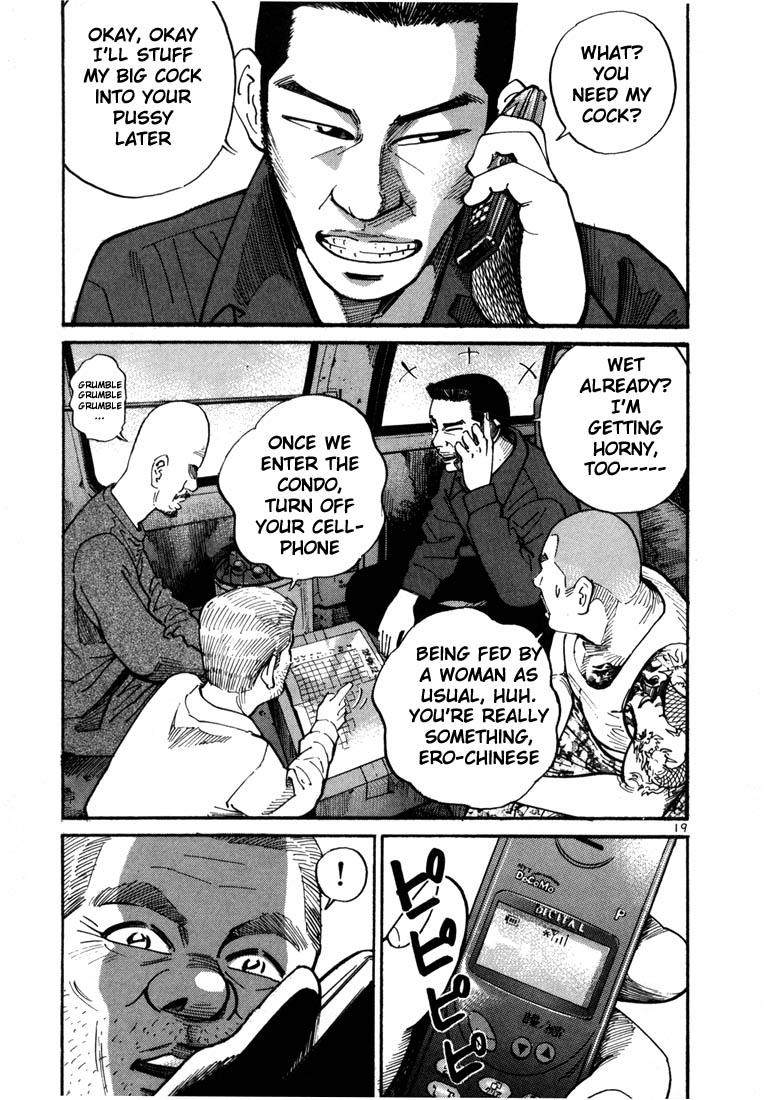 WHAT?
YOU
NEED MY
COCK?
OKAY, OKAY
I'LL STUFF
MY BIG COCK
INTO YOUR
PUSSY
LATER
WET
ALREADY?
I'M
GETTING
HORNY,
TOO-----
ONCE WE
ENTER THE
CONDO,
TURN OFF
YOUR CELL-
PHONE
GRUMBLE
GRUMBLE
GRUMBLE
...
BEING FED BY
A WOMAN AS
USUAL, HUH.
YOU'RE REALLY
SOMETHING,
ERO-CHINESE
19
DoCoMo
P
DIGITAL
ピピピピ
!